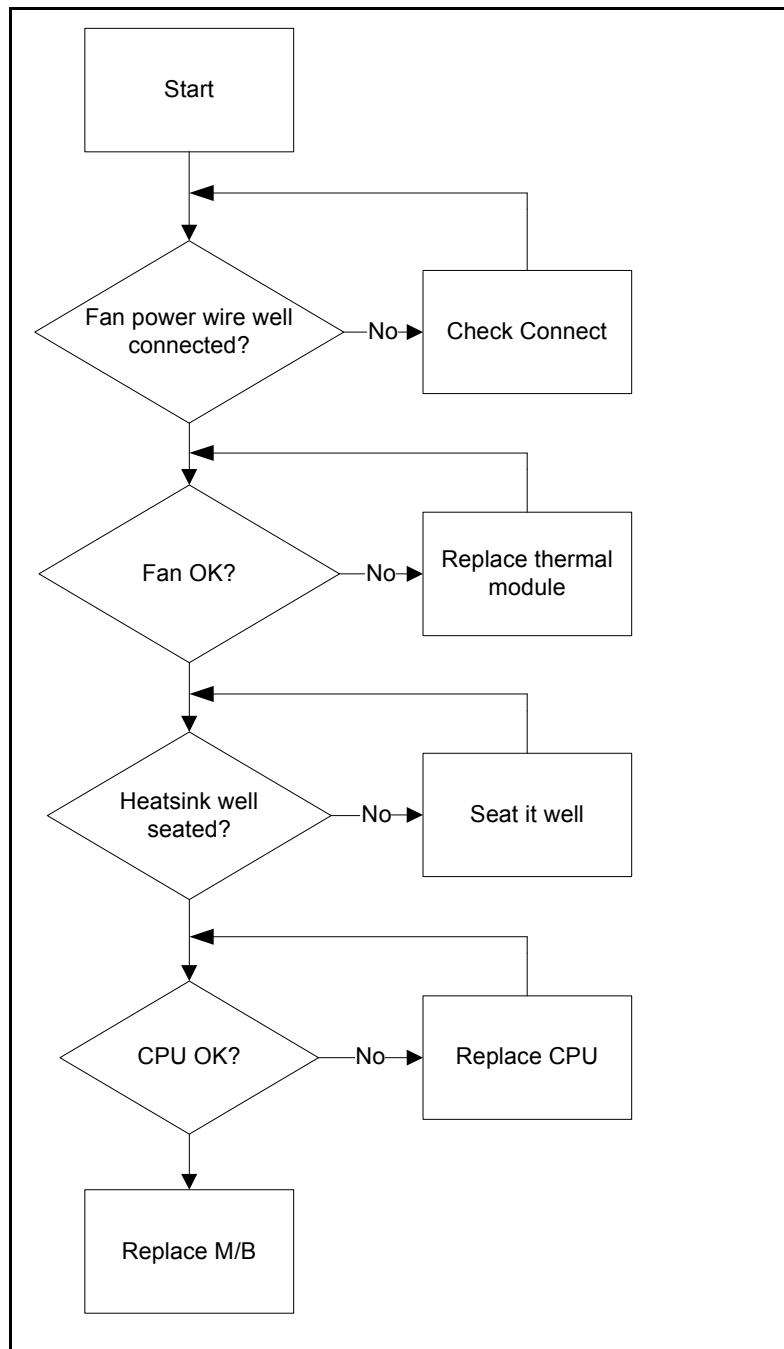 Start
Fan power wire well
connected?
No
Check Connect
Fan OK?
No
Replace thermal
module
Heatsink well
seated?
No
Seat it well
CPU OK?
No
Replace CPU
Replace M/B